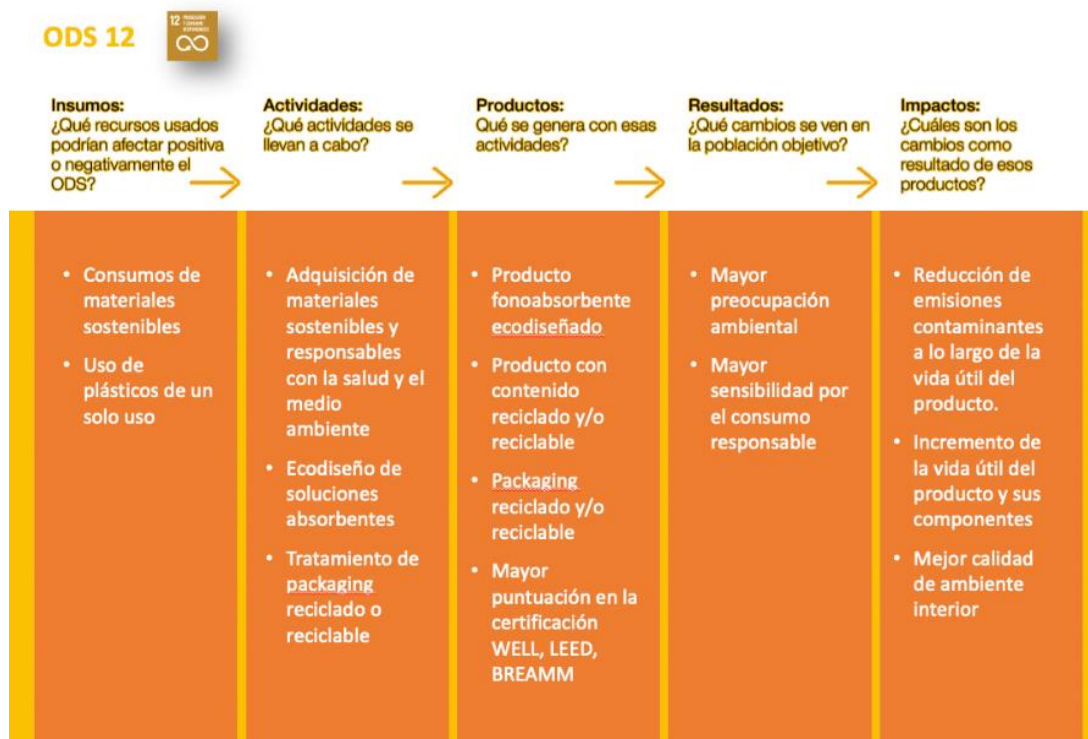 ODS 12
12 PRODUCCIÓN
Y CONSUMO
RESPONSABLES
Insumos:
¿Qué recursos usados
podrían afectar positiva
o negativamente el
ODS?
Actividades:
¿Qué actividades se
llevan a cabo?
Productos:
Qué se genera con esas
actividades?
Resultados:
¿Qué cambios se ven en
la población objetivo?
Impactos:
¿Cuáles son los
cambios como
resultado de esos
productos?
• Consumos de
materiales
sostenibles
• Uso de
plásticos de un
solo uso
• Adquisición de
materiales
sostenibles y
responsables
con la salud y el
medio
ambiente
• Ecodiseño de
soluciones
absorbentes
• Tratamiento de
packaging
reciclado o
reciclable
• Producto
fonoabsorbente
ecodiseñado
• Producto con
contenido
reciclado y/o
reciclable
• Packaging
reciclado y/o
reciclable
• Mayor
puntuación en la
certificación
WELL, LEED,
BREAMM
• Mayor
preocupación
ambiental
• Mayor
sensibilidad por
el consumo
responsable
• Reducción de
emisiones
contaminantes
a lo largo de la
vida útil del
producto.
• Incremento de
la vida útil del
producto y sus
componentes
• Mejor calidad
de ambiente
interior